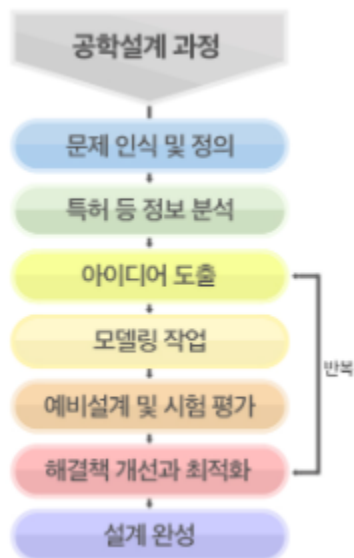 공학설계 과정
문제 인식 및 정의
특허 등 정보 분석
아이디어 도출
모델링 작업
반복
예비설계 및 시험 평가
해결책 개선과 최적화
설계 완성